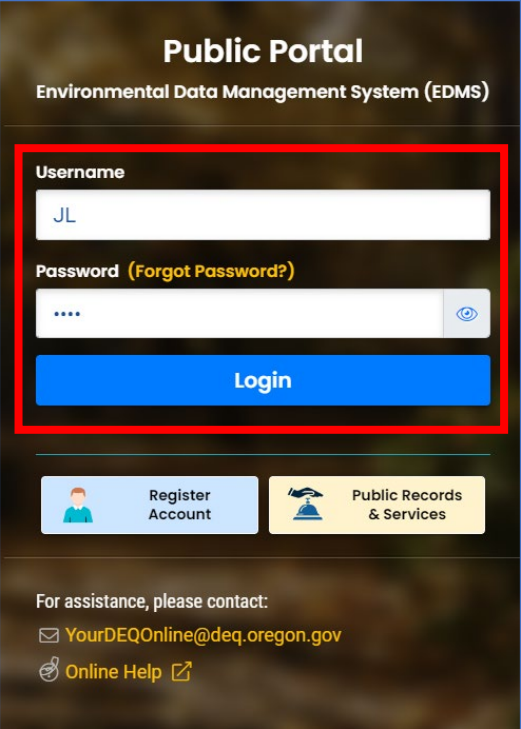 Public Portal
Environmental Data Management System (EDMS)
Username
JL
Password (Forgot Password?)
••••
Login
Register
Account
Public Records
& Services
For assistance, please contact:
YourDEQOnline@deq.oregon.gov
Online Help